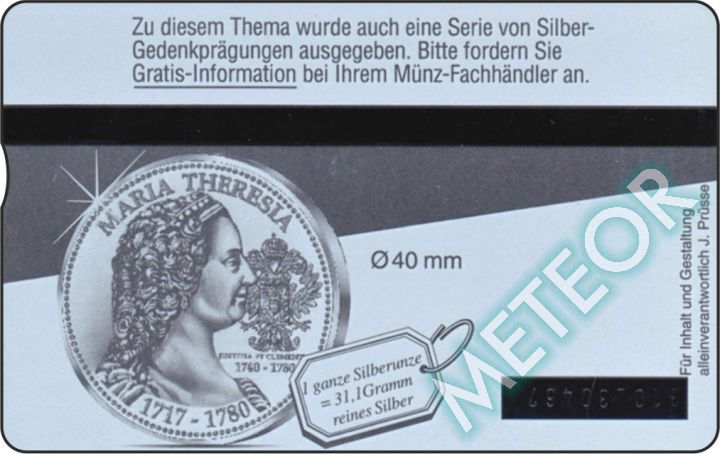 Zu diesem Thema wurde auch eine Serie von Silber-
Gedenkprägungen ausgegeben. Bitte fordern Sie
Gratis-Information bei Ihrem Münz-Fachhändler an.
MARIA THERESIA
JUSTITIA ET CLEMENTIA
1740 - 1780
1717 - 1780
Ø 40 mm
1 ganze Silberunze
= 31,1 Gramm
reines Silber
METEOR
Für Inhalt und Gestaltung
alleinverantwortlich J. Prüsse